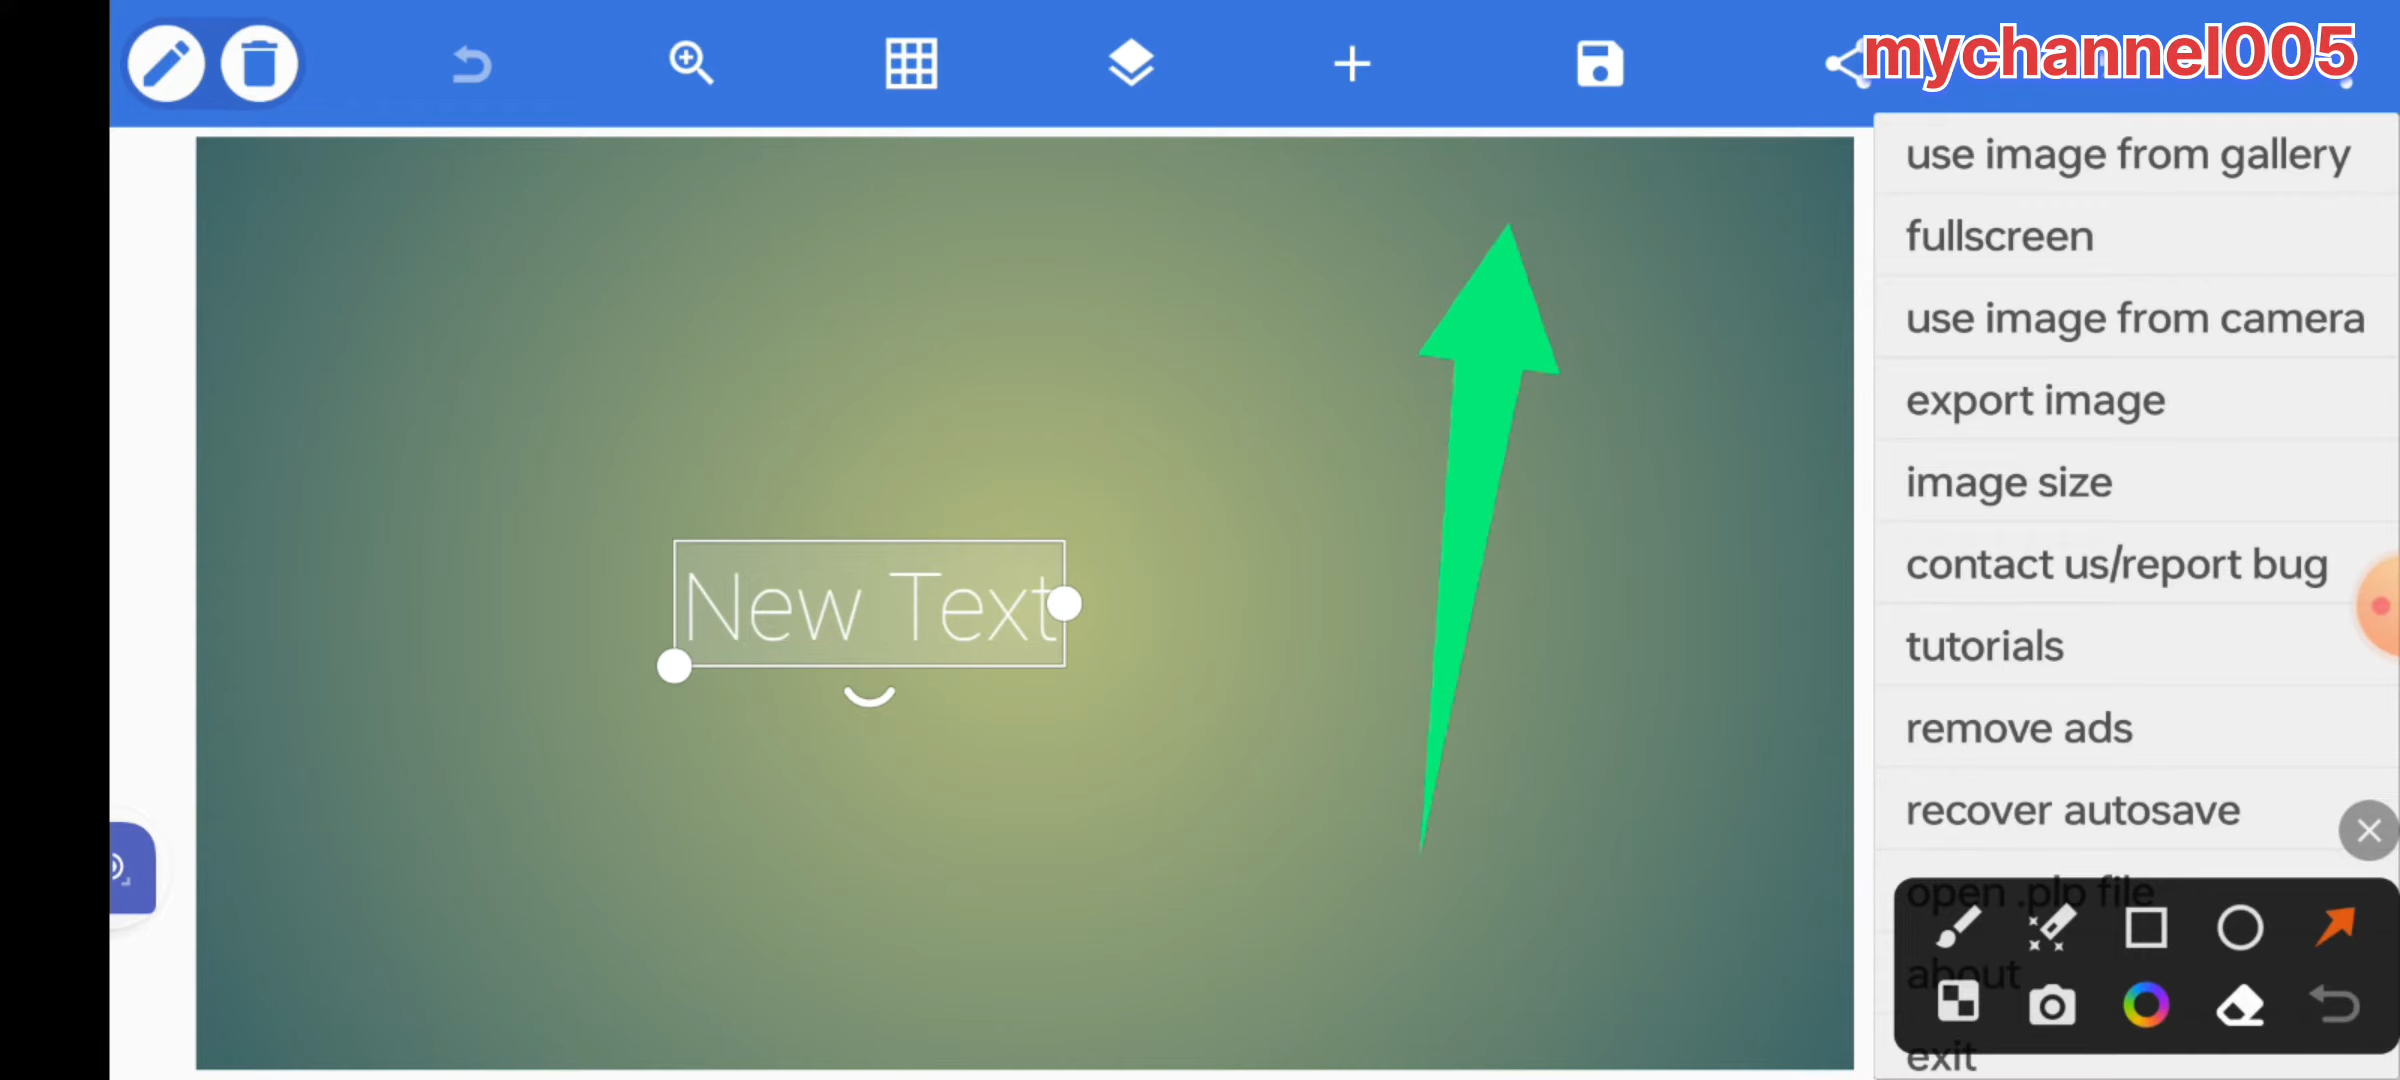 mychannel005
use image from gallery
fullscreen
use image from camera
export image
image size
contact us/report bug
tutorials
remove ads
recover autosave
open .plp file
about
exit
New Text